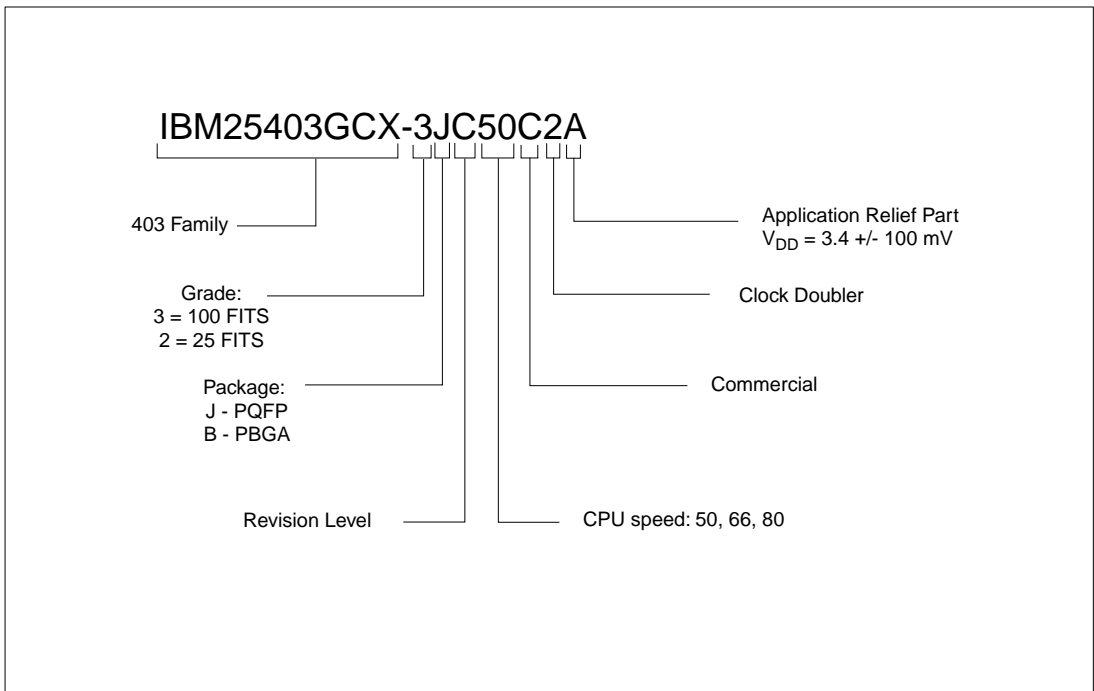 IBM25403GCX-3JC50C2A
403 Family
Application Relief Part
VDD = 3.4 +/- 100 mV
Grade:
3 = 100 FITS
2 = 25 FITS
Clock Doubler
Package:
J - PQFP
B - PBGA
Commercial
Revision Level
CPU speed: 50, 66, 80